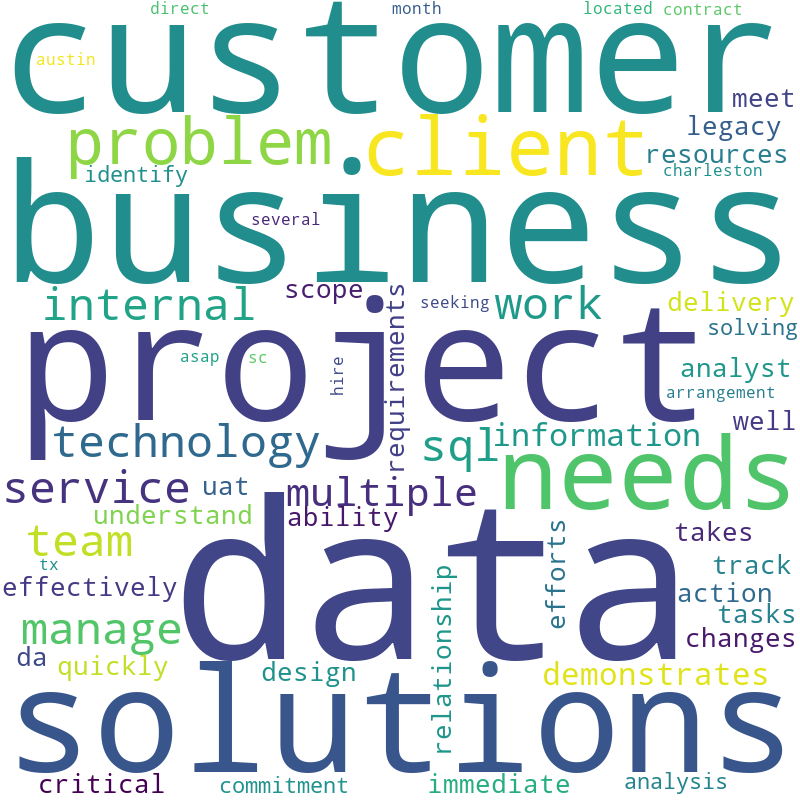 direct
month
located
contract
customer
austin
meet
problem
client
legacy
resources
identify
charleston
business
several
scope
internal
seeking
work
delivery
requirements
project
solving
asap
sc
hire
analyst
arrangement
well
technology
sql
information
needs
service
uat
multiple
understand
ability
team
data
efforts
takes
tx
track
effectively
relationship
action
tasks
manage
changes
da
quickly
design
demonstrates
solutions
critical
commitment
immediate
analysis